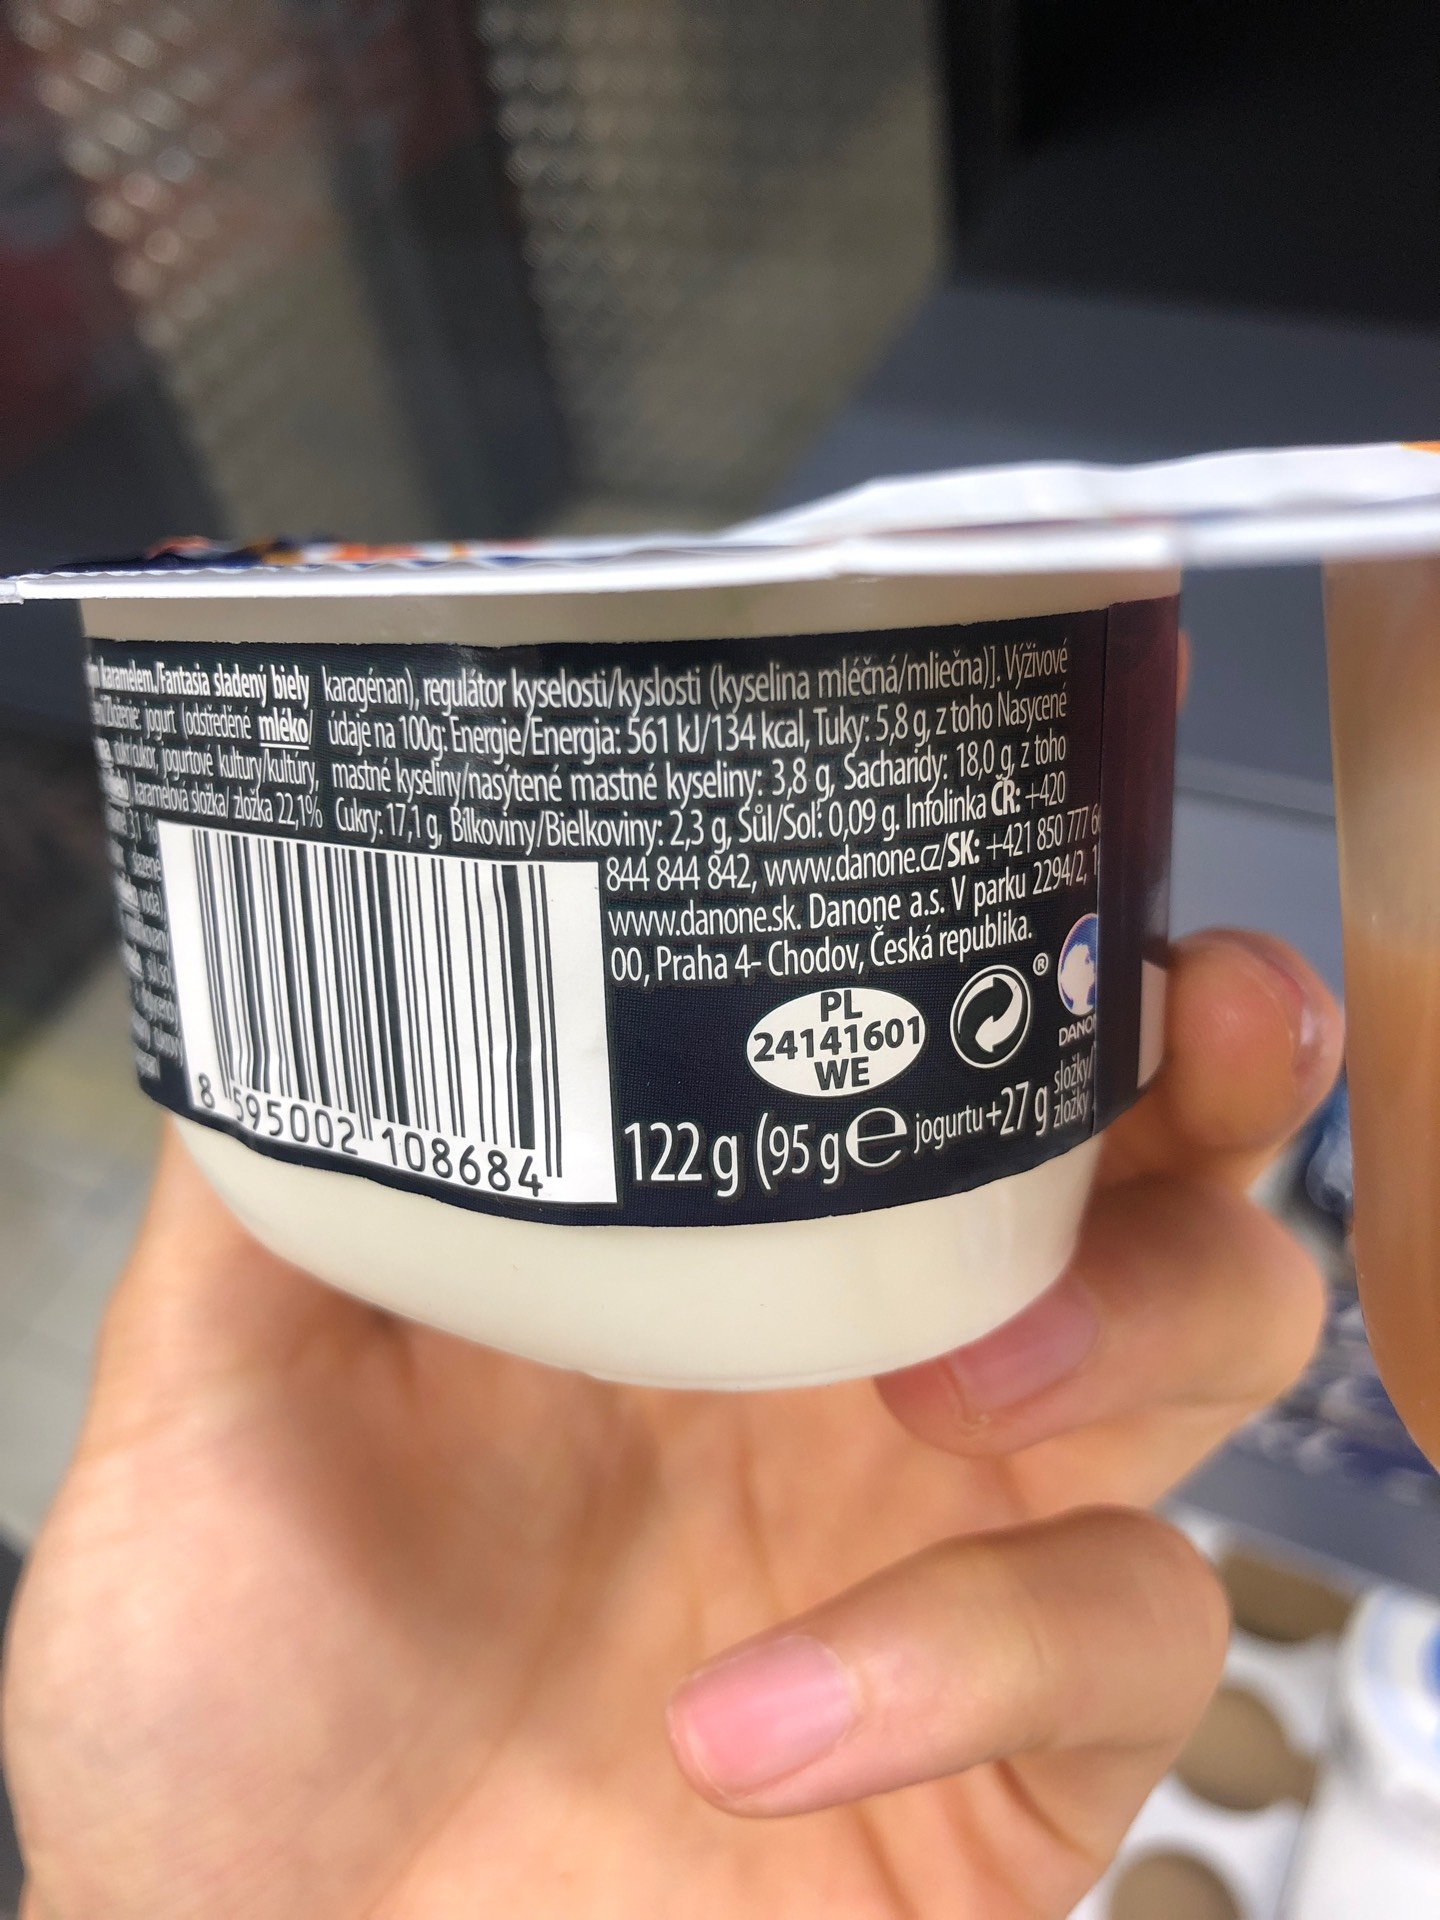 karamelem./Fantasia sladený biely
jogurt (odstředěné mléko/
cukr/cukor, jogurtové kultury/kultúry,
karamelová složka/ zložka 22,1%
karagénan), regulátor kyselosti/kyslosti (kyselina mléčná/mliečna)]. Výživové
údaje na 100g: Energie/Energia: 561 kJ/134 kcal, Tuky: 5,8 g, z toho Nasycené
mastné kyseliny/nasýtené mastné kyseliny: 3,8 g, Sacharidy: 18,0 g, z toho
Cukry: 17,1 g, Bílkoviny/Bielkoviny: 2,3 g, Sůl/Soľ: 0,09 g. Infolinka ČR: +420
844 844 842, www.danone.cz/SK: +421 850 777
www.danone.sk. Danone a.s. V parku 2294/2,
00, Praha 4- Chodov, Česká republika.
PL
24141601
WE
®
DANO
8 595002 108684
122 g (95 g e jogurtu+27 g složky/
zložky